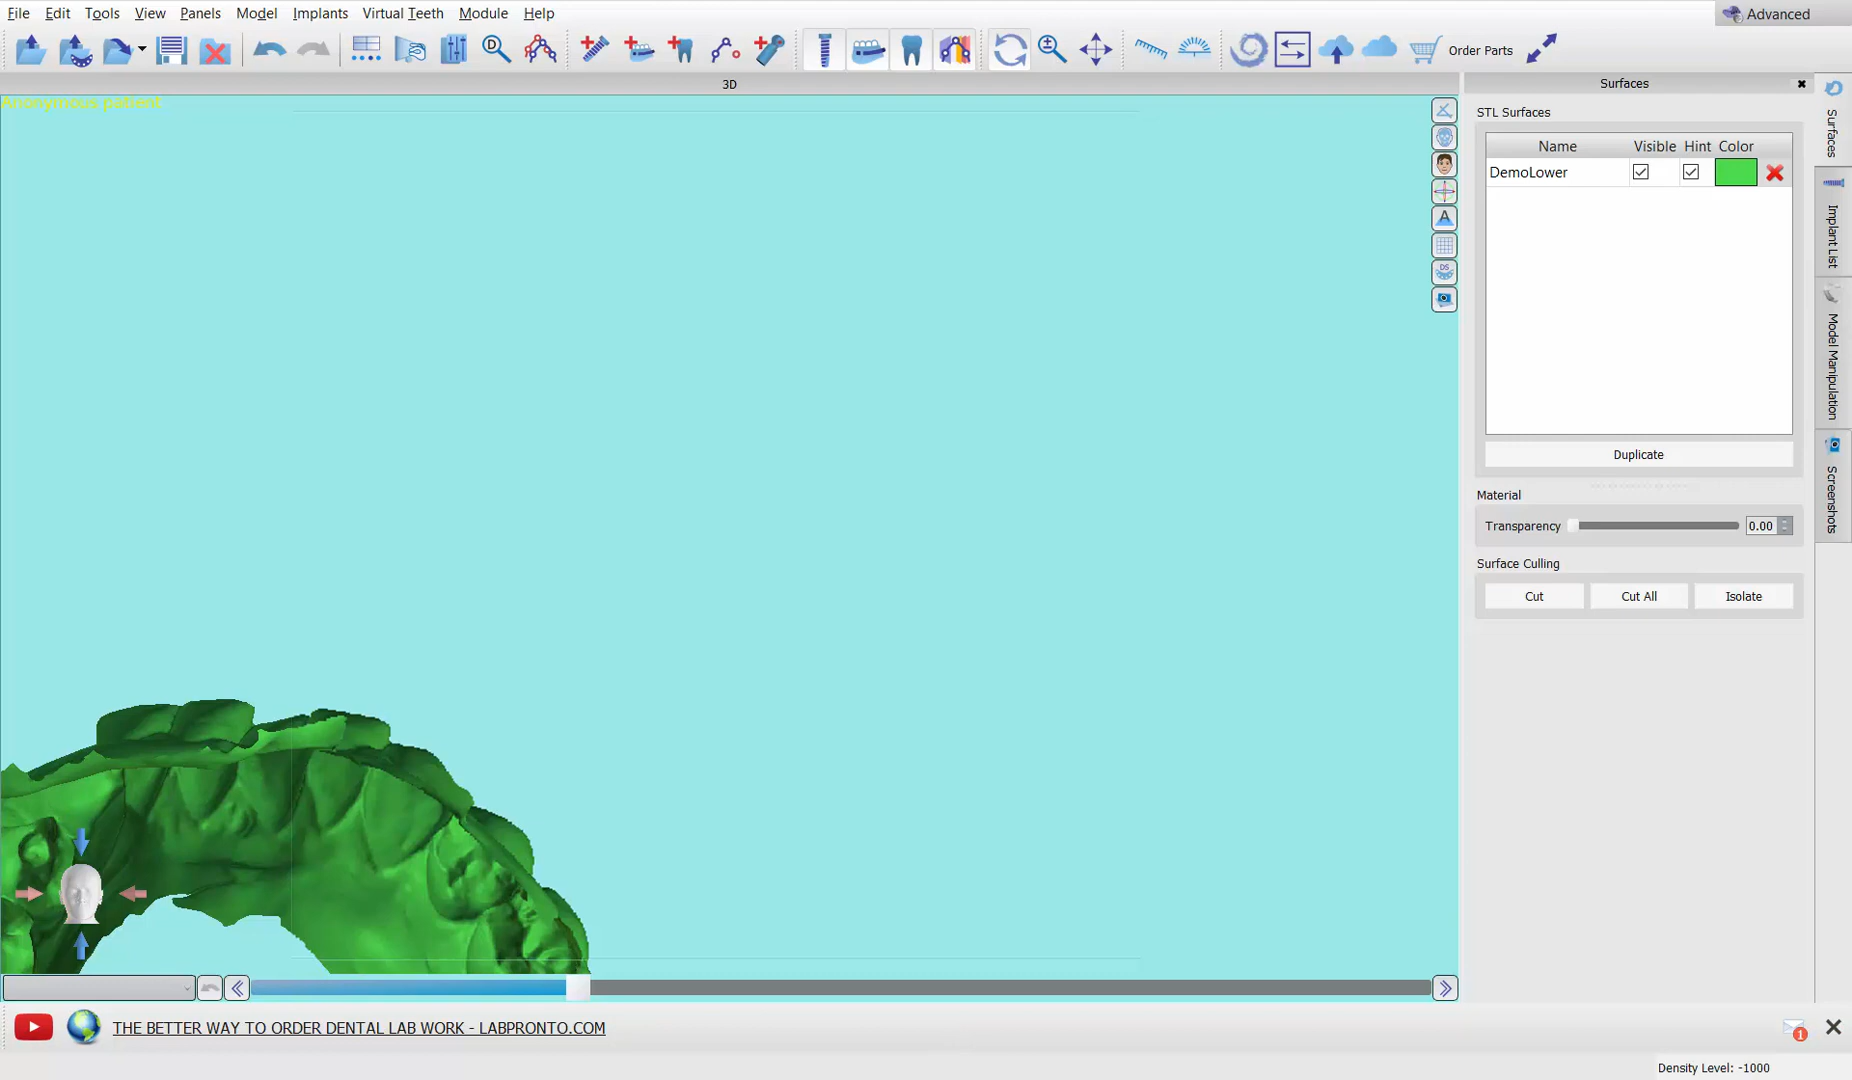 File Edit Tools View Panels Model Implants Virtual Teeth Module Help
Advanced
Order Parts
3D
Surfaces
Anonymous patient
STL Surfaces
Name Visible Hint Color
DemoLower
Duplicate
Material
Transparency 0.00
Surface Culling
Cut Cut All Isolate
Surfaces
Implant List
Model Manipulation
Screenshots
A
DS
D
THE BETTER WAY TO ORDER DENTAL LAB WORK - LABPRONTO.COM
1
Density Level: -1000